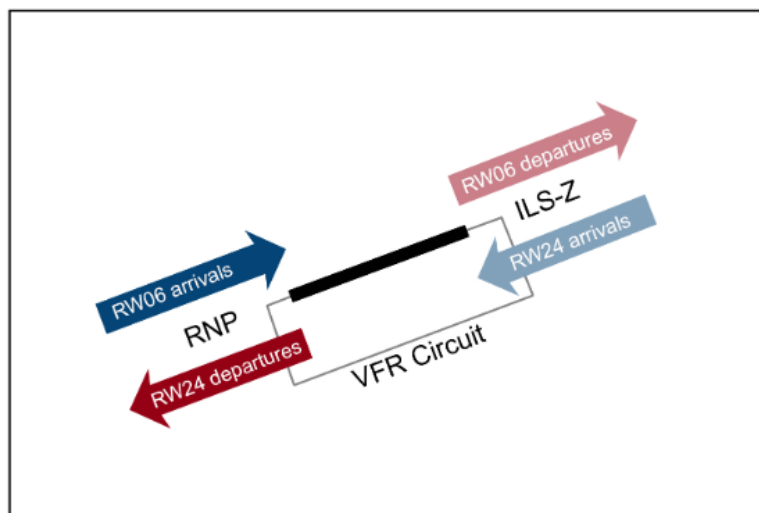 RW06 departures
ILS-Z
RW24 arrivals
RW06 arrivals
RNP
RW24 departures
VFR Circuit